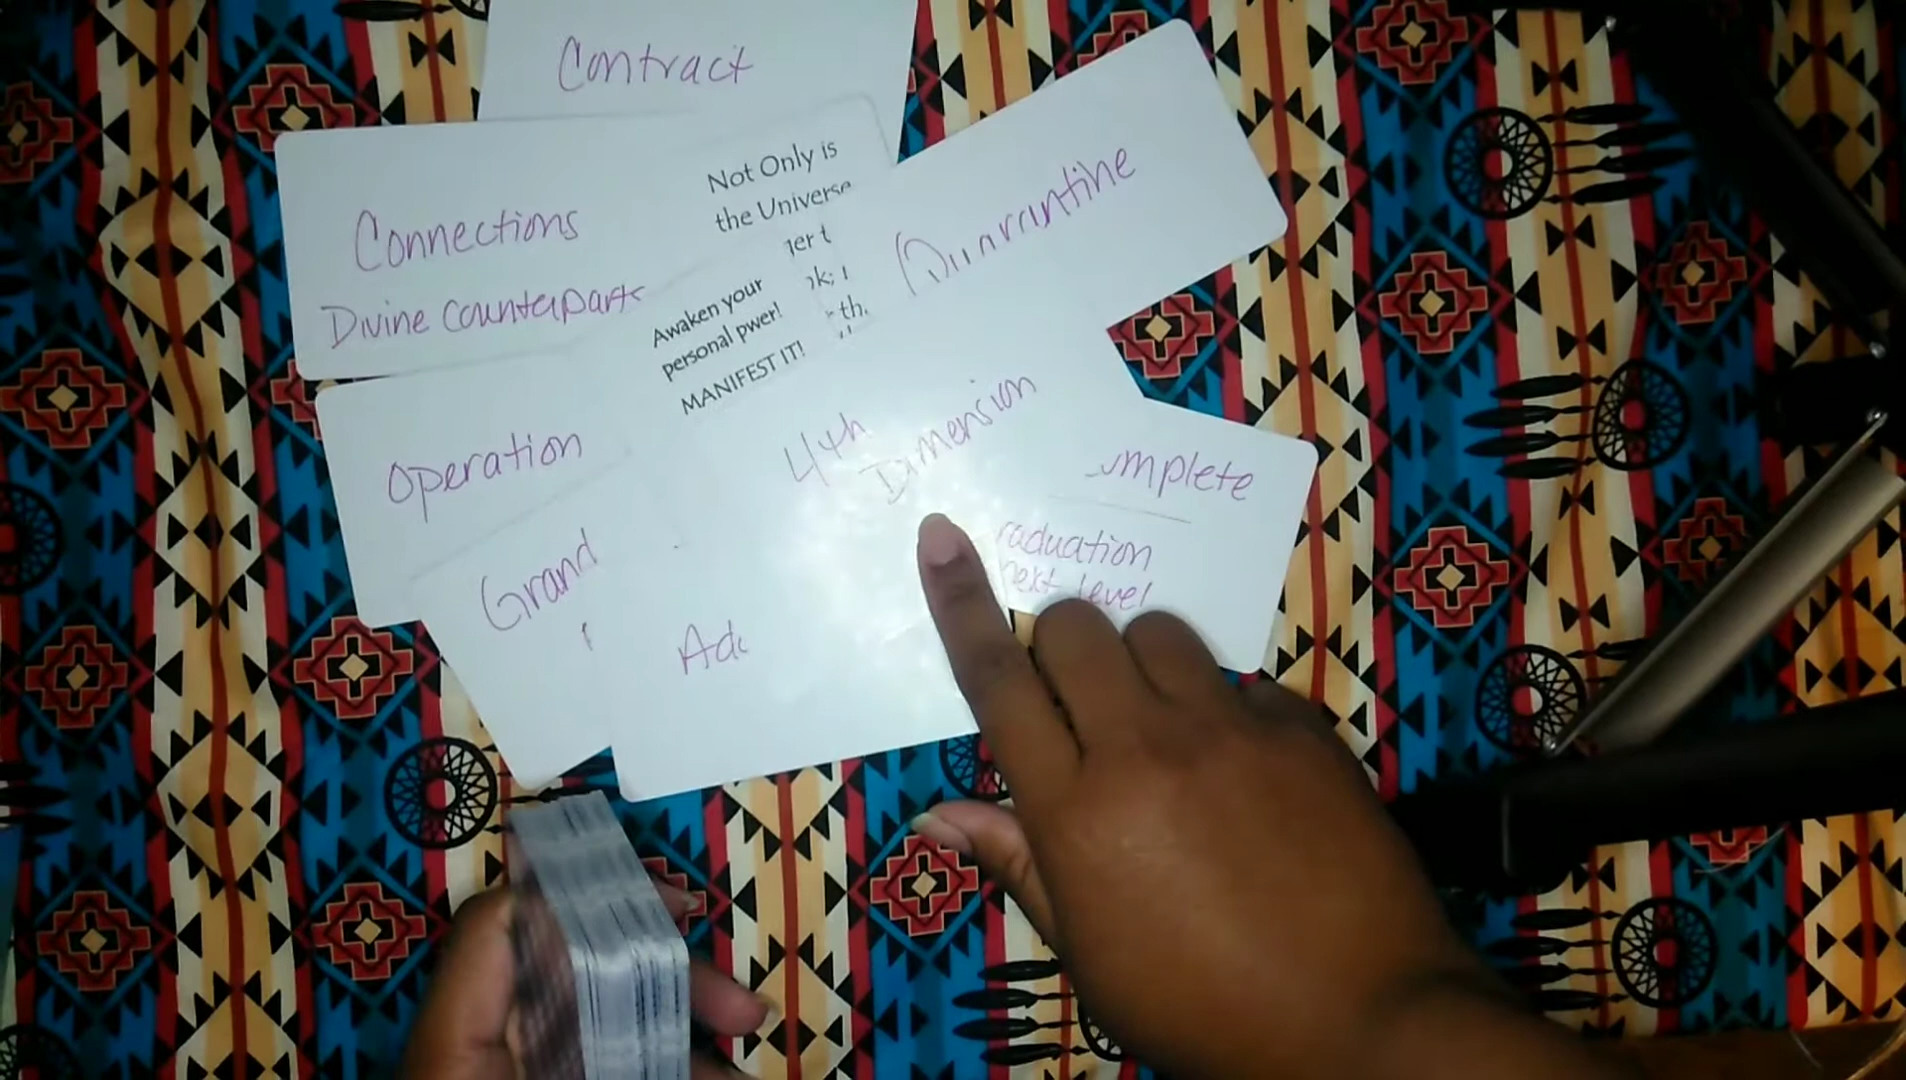 Contract
Not Only is
the Universe
Connections
Divine Counterparts
Quarantine
Awaken your
personal pwer!
MANIFEST IT!
4th
Dimension
Operation
Grand
next level